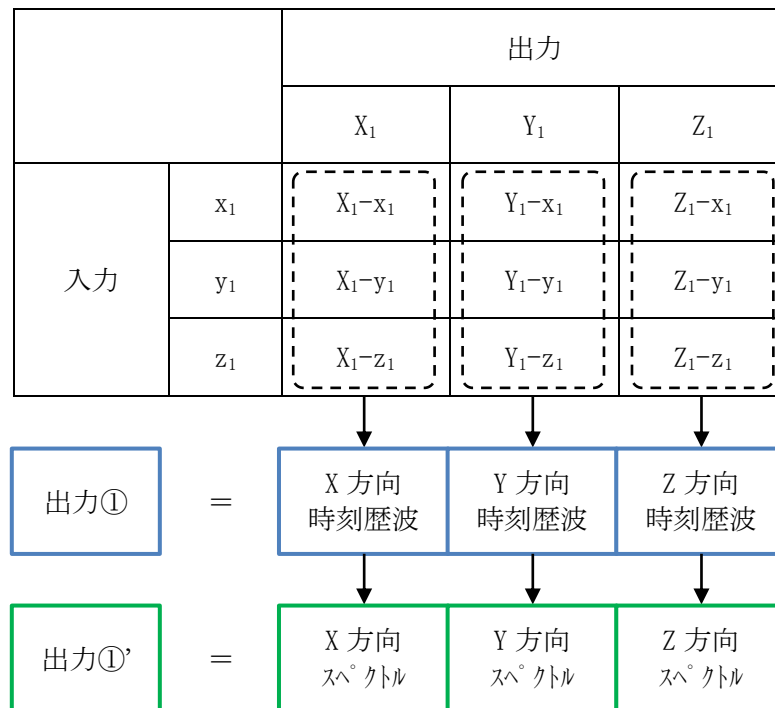 出力
X₁ Y₁ Z₁
入力
x₁ X₁-x₁ Y₁-x₁ Z₁-x₁
y₁ X₁-y₁ Y₁-y₁ Z₁-y₁
z₁ X₁-z₁ Y₁-z₁ Z₁-z₁
出力① = X 方向 Y 方向 Z 方向
時刻歴波 時刻歴波 時刻歴波
出力①’ = X 方向 Y 方向 Z 方向
ｽﾍﾟｸﾄﾙ ｽﾍﾟｸﾄﾙ ｽﾍﾟｸﾄﾙ